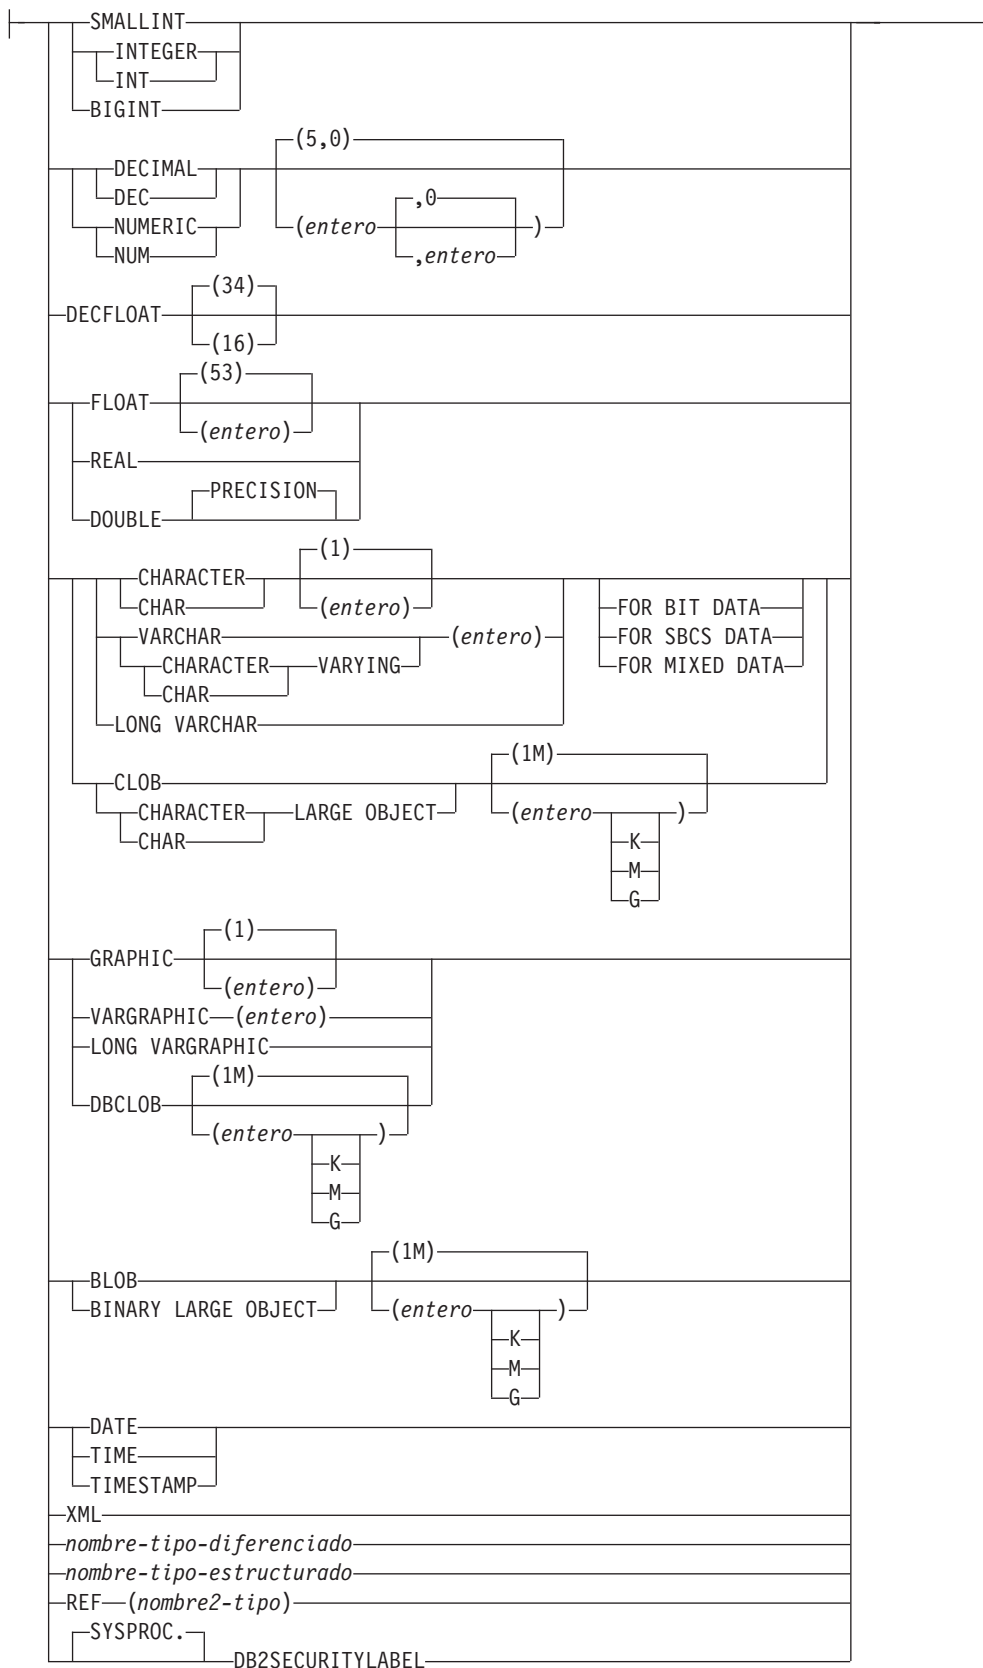 SMALLINT
INTEGER
INT
BIGINT
(5,0)
DECIMAL
DEC
,0
NUMERIC
(entero )
NUM
,entero
(34)
DECFLOAT
(16)
(53)
FLOAT
(entero)
REAL
PRECISION
DOUBLE
(1)
CHARACTER
CHAR
(entero)
FOR BIT DATA
VARCHAR
(entero)
FOR SBCS DATA
CHARACTER VARYING
FOR MIXED DATA
CHAR
LONG VARCHAR
(1M)
CLOB
CHARACTER LARGE OBJECT
(entero )
CHAR
K
M
G
(1)
GRAPHIC
(entero)
VARGRAPHIC (entero)
LONG VARGRAPHIC
(1M)
DBCLOB
(entero )
K
M
G
(1M)
BLOB
BINARY LARGE OBJECT
(entero )
K
M
G
DATE
TIME
TIMESTAMP
XML
nombre-tipo-diferenciado
nombre-tipo-estructurado
REF (nombre2-tipo)
SYSPROC.
DB2SECURITYLABEL